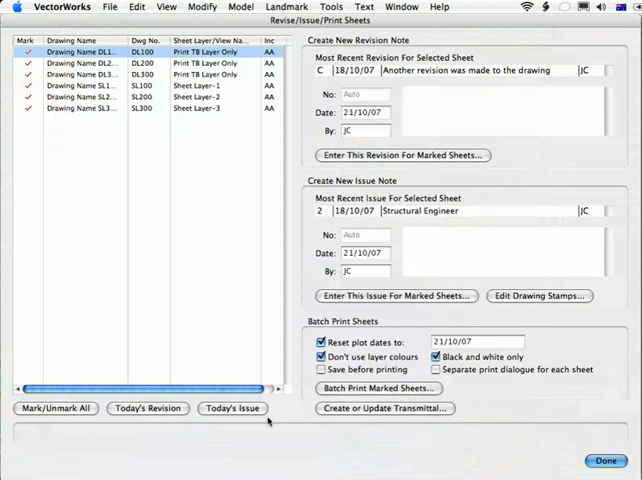 VectorWorks File Edit View Modify Model Landmark Tools Text Window Help
Revise/Issue/Print Sheets
Mark Drawing Name Dwg No. Sheet Layer/View Na... Inc
Drawing Name DL1... DL100 Print TB Layer Only AA
Drawing Name DL2... DL200 Print TB Layer Only AA
Drawing Name DL3... DL300 Print TB Layer Only AA
Drawing Name SL1... SL100 Sheet Layer-1 AA
Drawing Name SL2... SL200 Sheet Layer-2 AA
Drawing Name SL3... SL300 Sheet Layer-3 AA
Mark/Unmark All Today's Revision Today's Issue
Create New Revision Note
Most Recent Revision For Selected Sheet
C 18/10/07 Another revision was made to the drawing JC
No: Auto
Date: 21/10/07
By: JC
Enter This Revision For Marked Sheets...
Create New Issue Note
Most Recent Issue For Selected Sheet
2 18/10/07 Structural Engineer JC
No: Auto
Date: 21/10/07
By: JC
Enter This Issue For Marked Sheets... Edit Drawing Stamps...
Batch Print Sheets
Reset plot dates to: 21/10/07
Don't use layer colours Black and white only
Save before printing Separate print dialogue for each sheet
Batch Print Marked Sheets...
Create or Update Transmittal...
Done